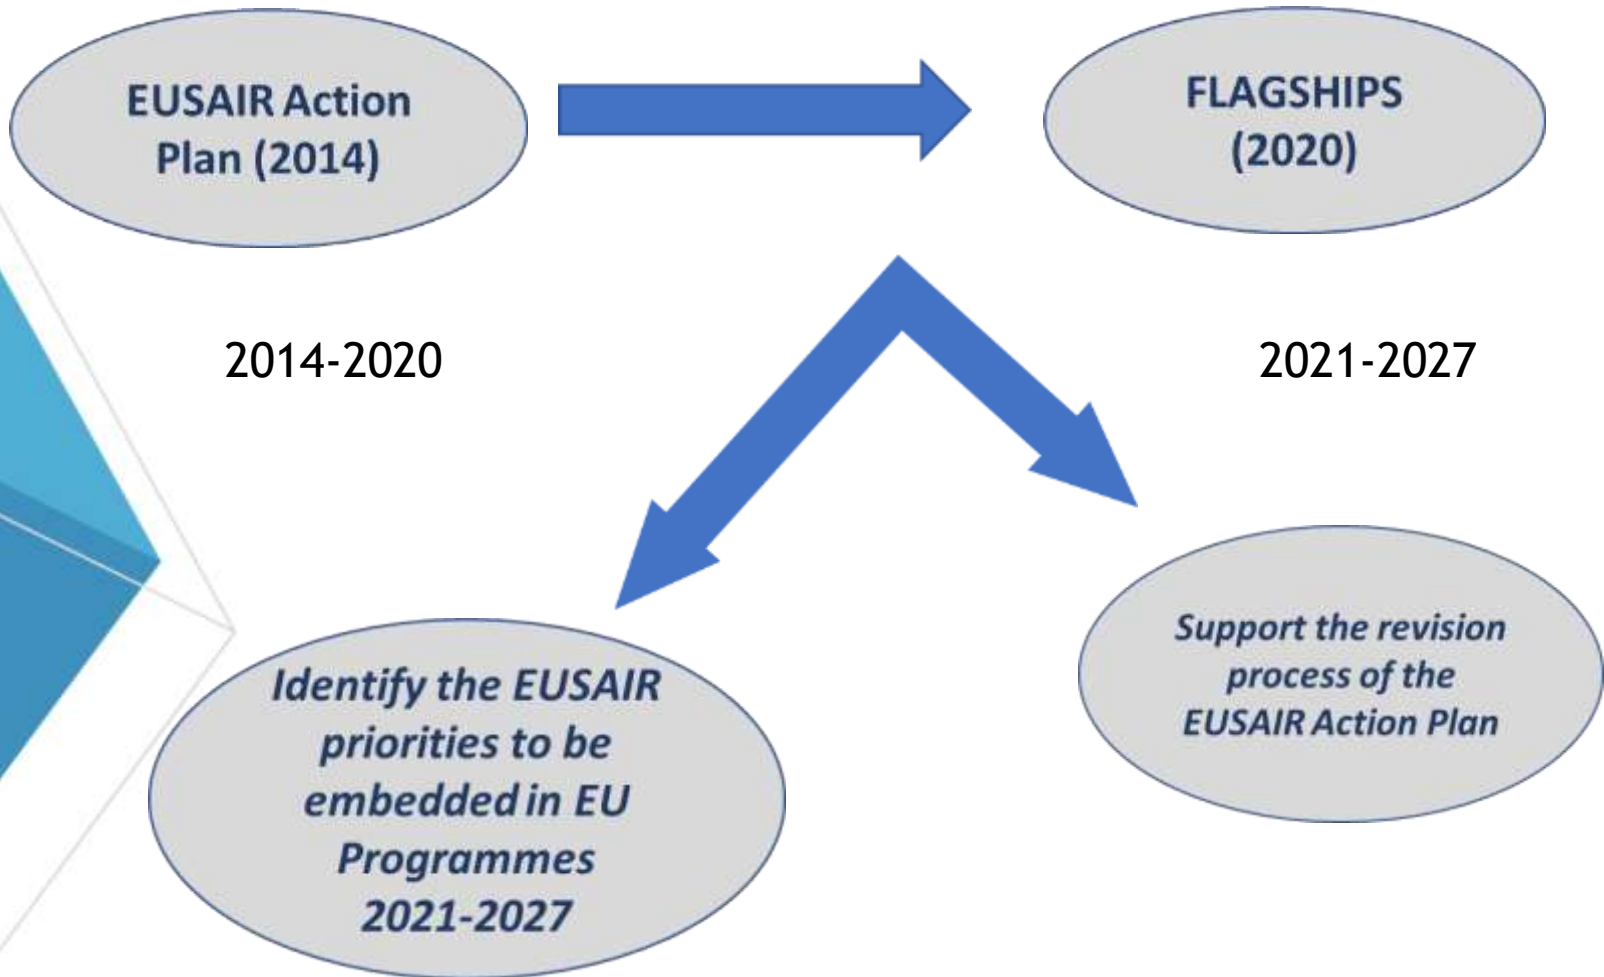 EUSAIR Action
Plan (2014)
FLAGSHIPS
(2020)
2014-2020
2021-2027
Identify the EUSAIR
priorities to be
embedded in EU
Programmes
2021-2027
Support the revision
process of the
EUSAIR Action Plan